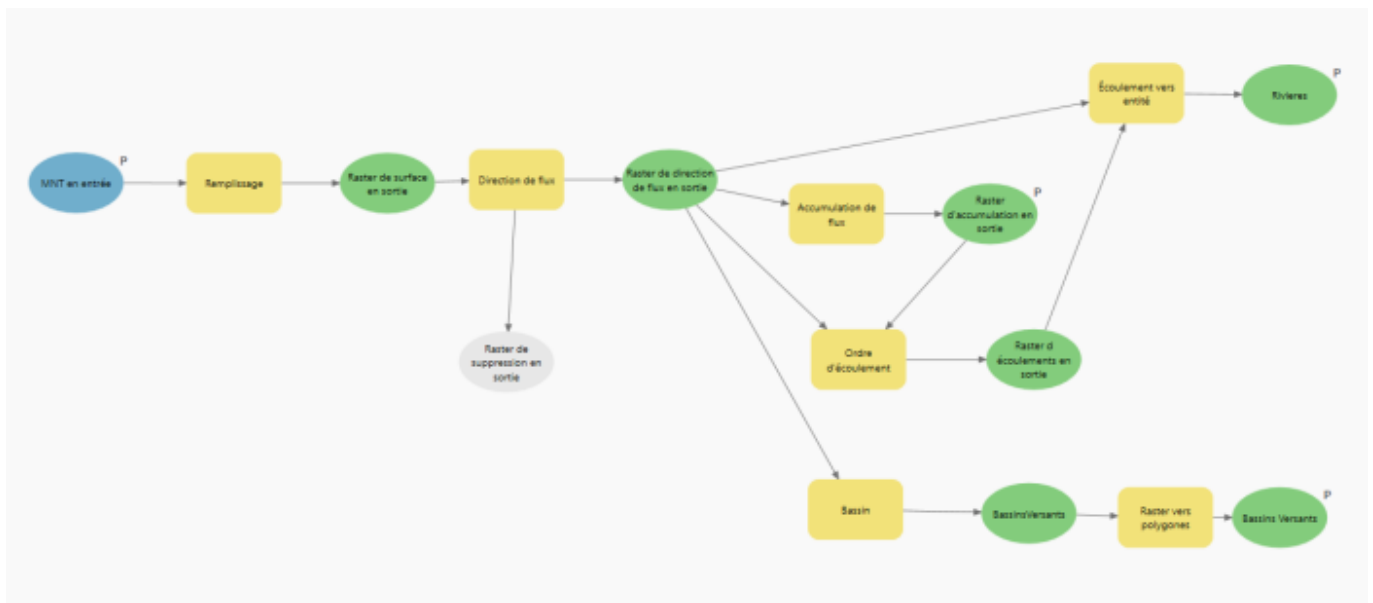 MNT en entrée
P
Remplissage
Raster de surface
en sortie
Direction de flux
Raster de
suppression en
sortie
Raster de direction
de flux en sortie
Accumulation de
flux
Raster
d'accumulation en
sortie
P
Ordre
d'écoulement
Raster d
écoulements en
sortie
Écoulement vers
entité
Rivieres
P
Bassin
BassinsVersants
Raster vers
polygones
Bassins Versants
P